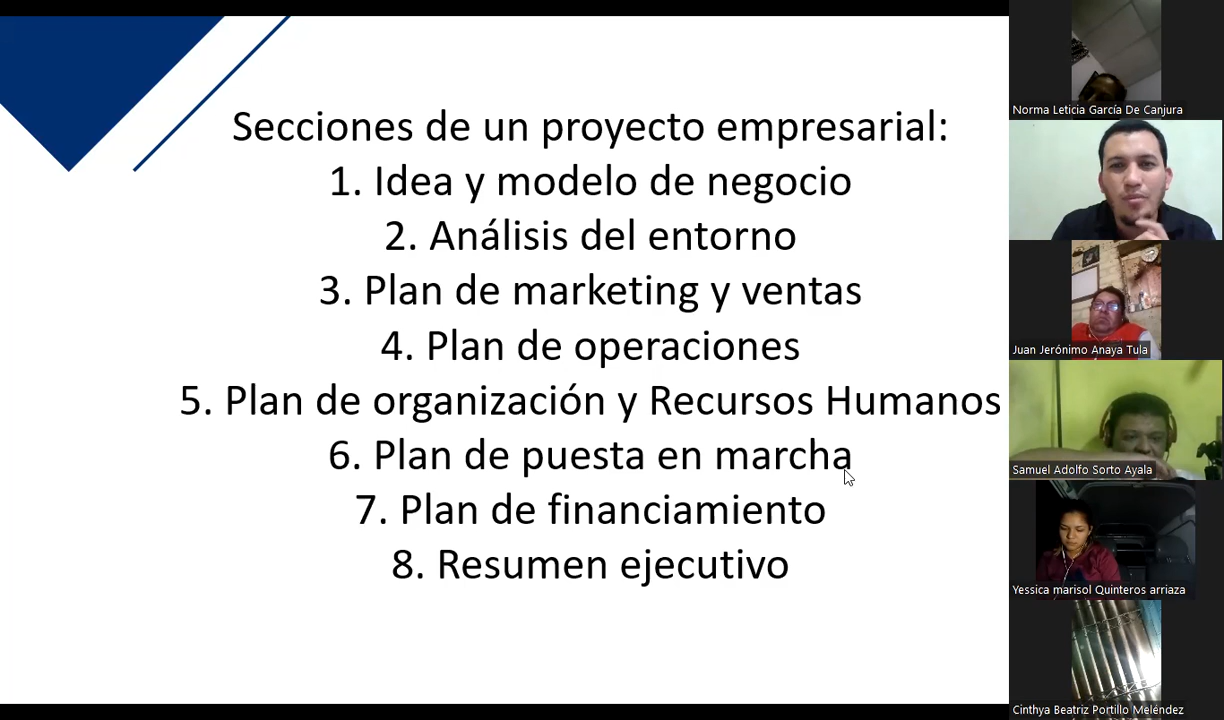 Secciones de un proyecto empresarial:
1. Idea y modelo de negocio
2. Análisis del entorno
3. Plan de marketing y ventas
4. Plan de operaciones
5. Plan de organización y Recursos Humanos
6. Plan de puesta en marcha
7. Plan de financiamiento
8. Resumen ejecutivo
Norma Leticia García De Canjura
Juan Jerónimo Anaya Tula
Samuel Adolfo Sorto Ayala
Yessica marisol Quinteros arriaza
Cinthya Beatriz Portillo Meléndez